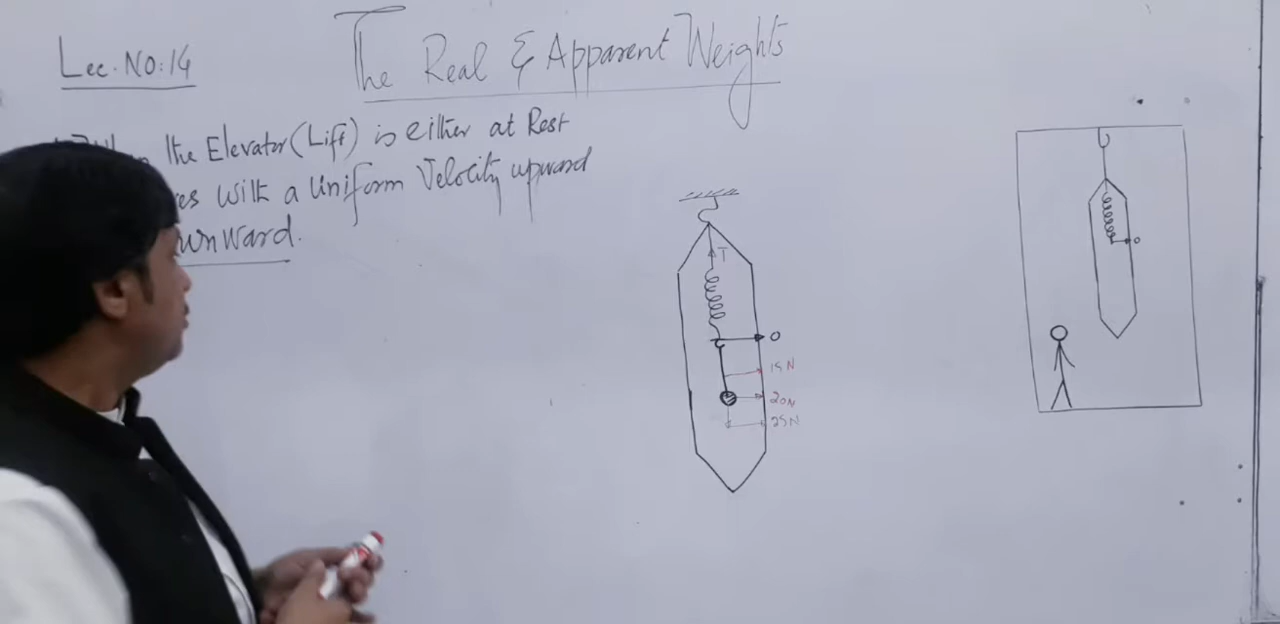 Lec. NO: 14
The Real & Apparent Weights
the Elevator (Lift) is either at Rest
with a Uniform Velocity upward
T
0
15 N
20N
25N
0